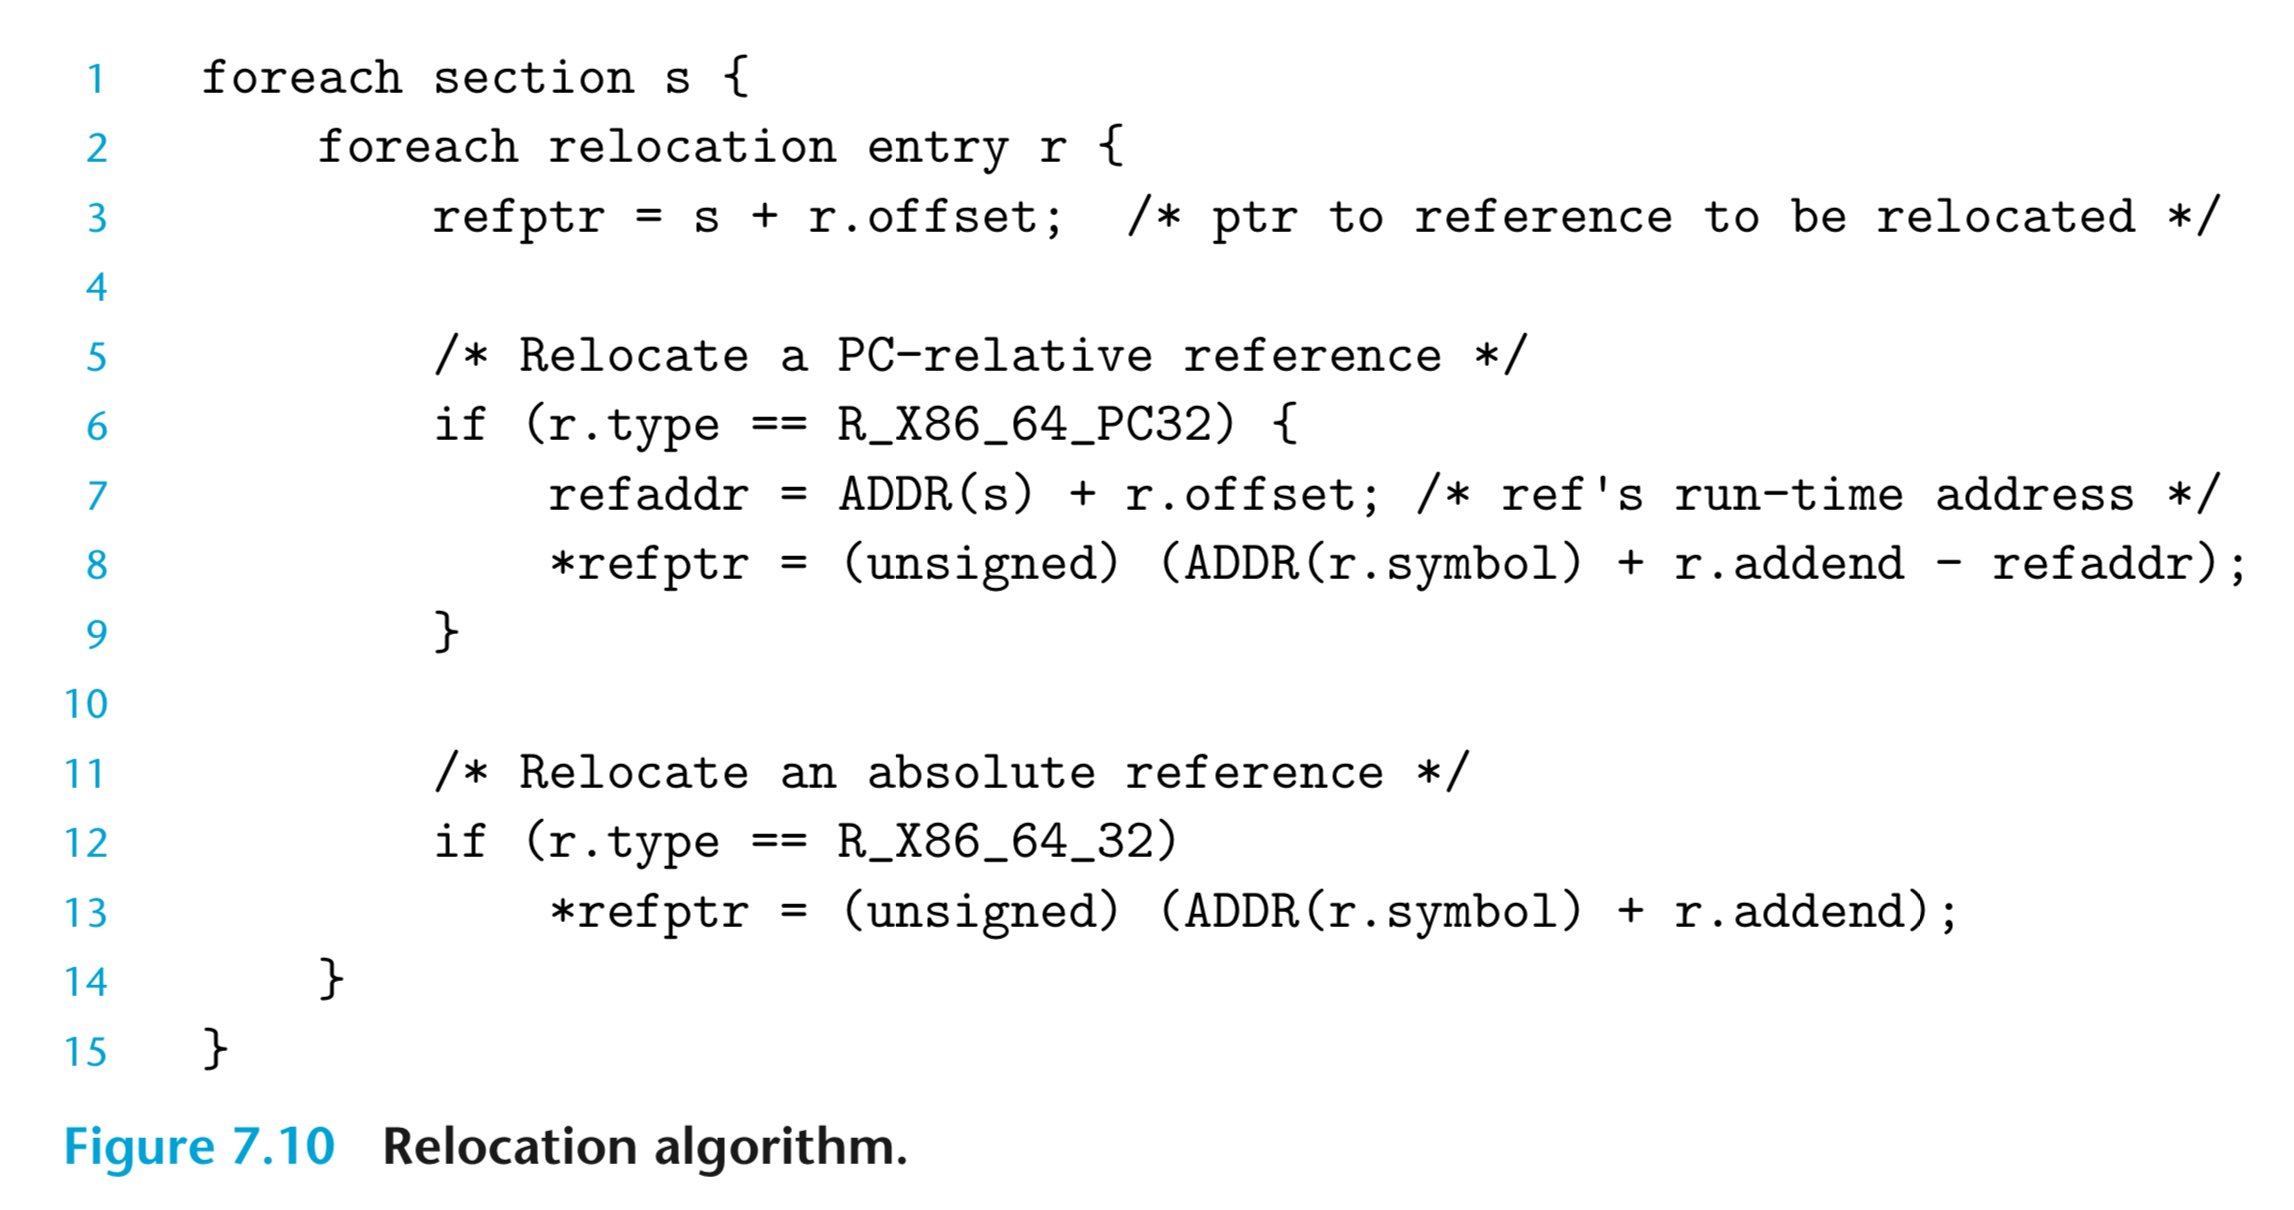 1 foreach section s {
2 foreach relocation entry r {
3 refptr = s + r.offset; /* ptr to reference to be relocated */
4
5 /* Relocate a PC-relative reference */
6 if (r.type == R_X86_64_PC32) {
7 refaddr = ADDR(s) + r.offset; /* ref's run-time address */
8 *refptr = (unsigned) (ADDR(r.symbol) + r.addend - refaddr);
9 }
10
11 /* Relocate an absolute reference */
12 if (r.type == R_X86_64_32)
13 *refptr = (unsigned) (ADDR(r.symbol) + r.addend);
14 }
15 }
Figure 7.10 Relocation algorithm.